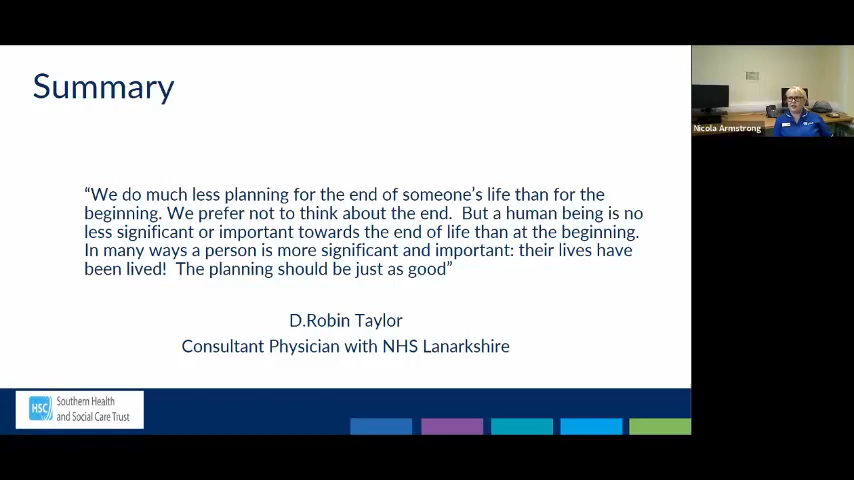 Summary
“We do much less planning for the end of someone’s life than for the
beginning. We prefer not to think about the end.  But a human being is no
less significant or important towards the end of life than at the beginning.
In many ways a person is more significant and important: their lives have
been lived!  The planning should be just as good”
D.Robin Taylor
Consultant Physician with NHS Lanarkshire
HSC
Southern Health
and Social Care Trust
Nicola Armstrong